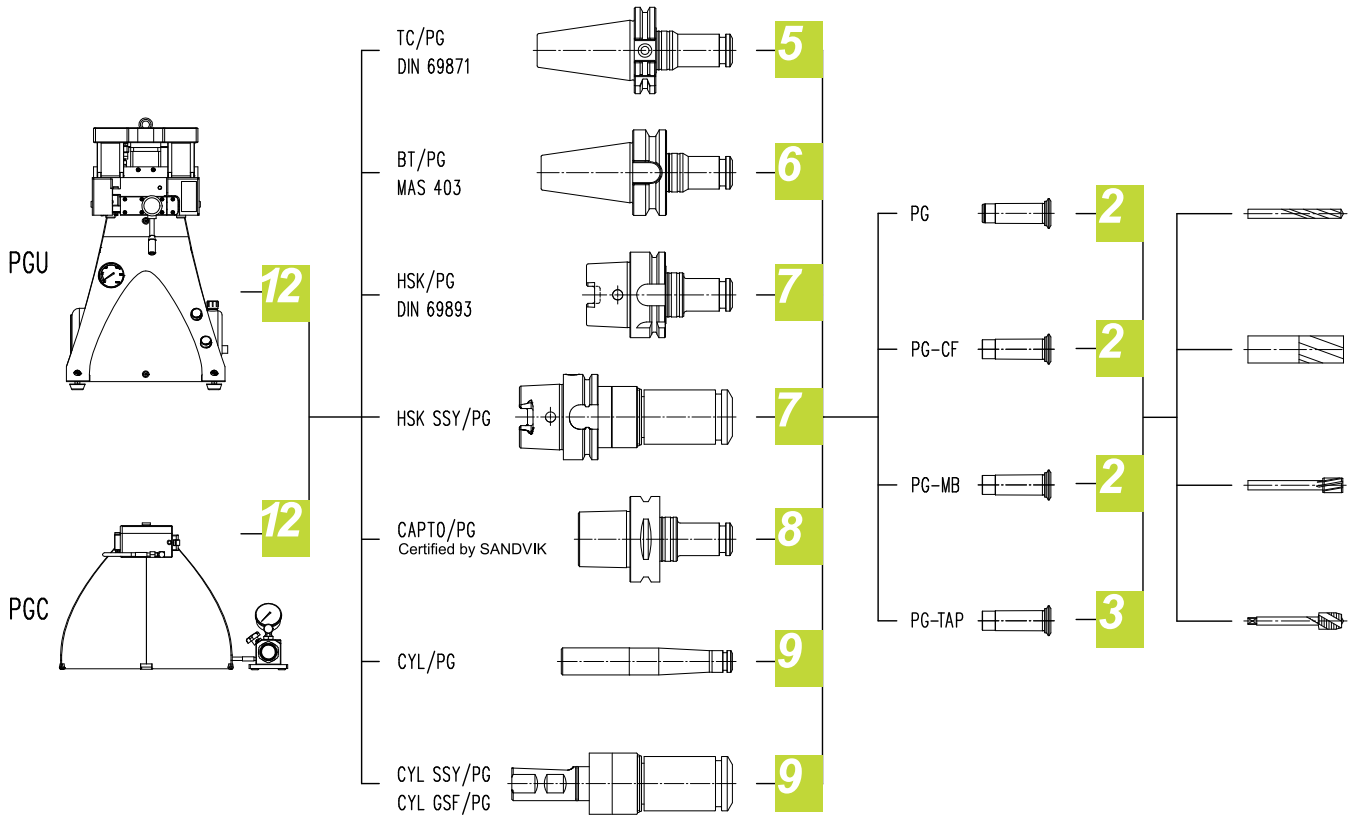 PGU
12
PGC
12
TC/PG
DIN 69871
5
BT/PG
MAS 403
6
HSK/PG
DIN 69893
7
HSK SSY/PG
7
CAPTO/PG
Certified by SANDVIK
8
CYL/PG
9
CYL SSY/PG
CYL GSF/PG
9
PG
2
PG-CF
2
PG-MB
2
PG-TAP
3